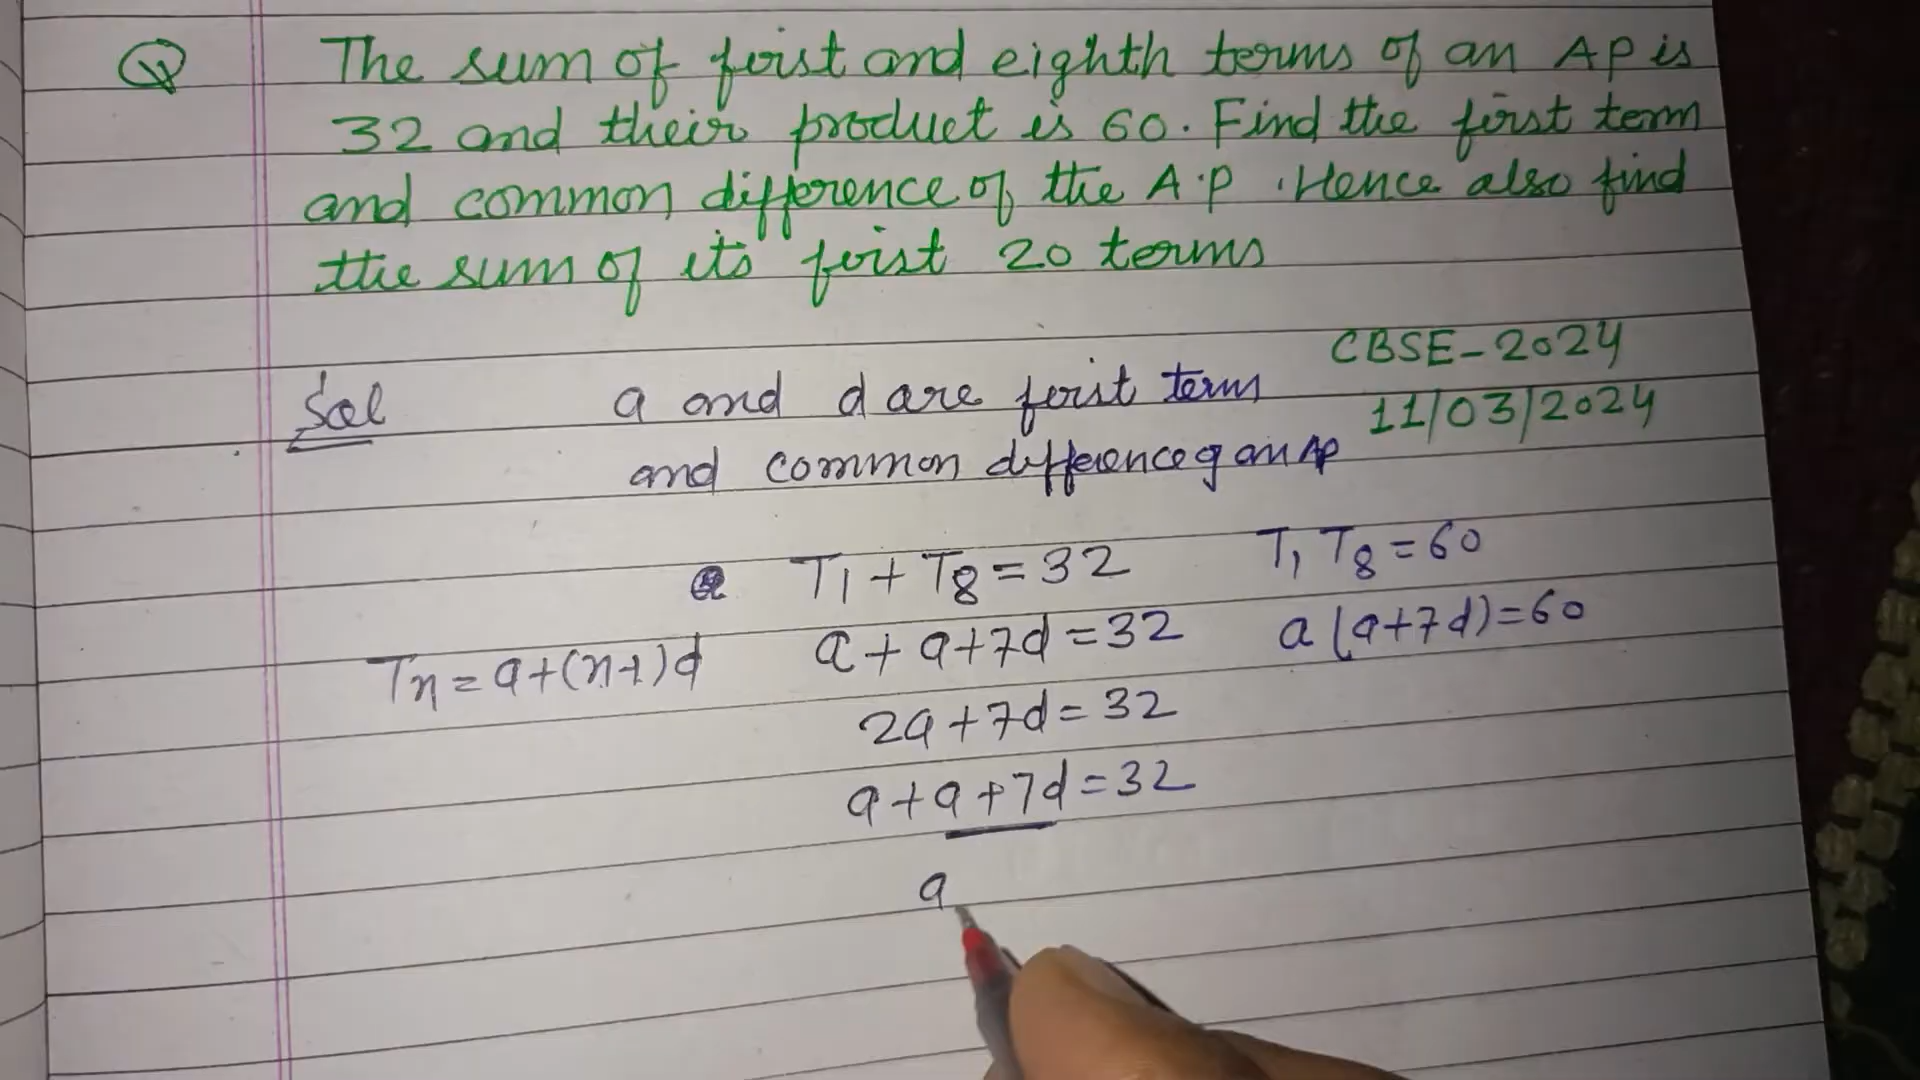 Q The sum of first and eighth terms of an AP is
32 and their product is 60. Find the first term
and common difference of the A.P. Hence also find
the sum of its first 20 terms
CBSE-2024
11/03/2024
Sol a and d are first term
and common difference of an AP
T1 + T8 = 32 T1 T8 = 60
Tn = a+(n-1)d a + a+7d = 32 a(a+7d)=60
2a+7d = 32
a+a+7d=32
a